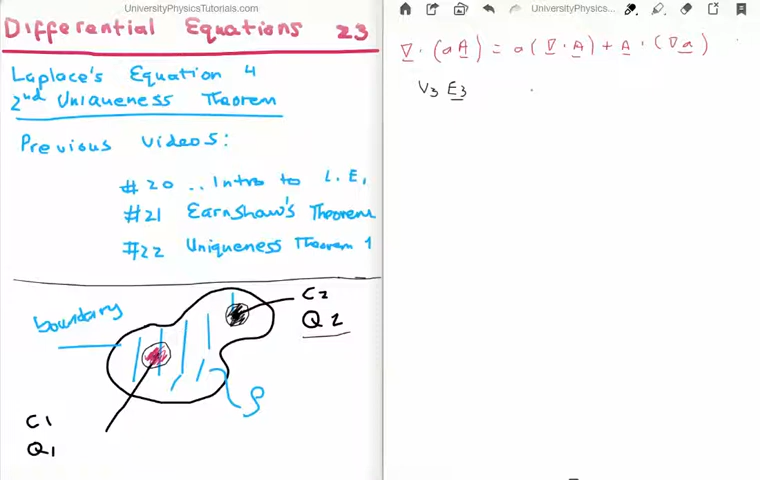 UniversityPhysicsTutorials.com
Differential Equations 23
Laplace's Equation 4
2nd Uniqueness Theorem
Previous videos:
#20 .. Intro to L.E.
#21 Earnshaw's Theorem
#22 Uniqueness Theorem 1
boundary
C2
Q2
ρ
C1
Q1
UniversityPhysics...
∇ · (aA) = a(∇ · A) + A · (∇a)
V3 E3